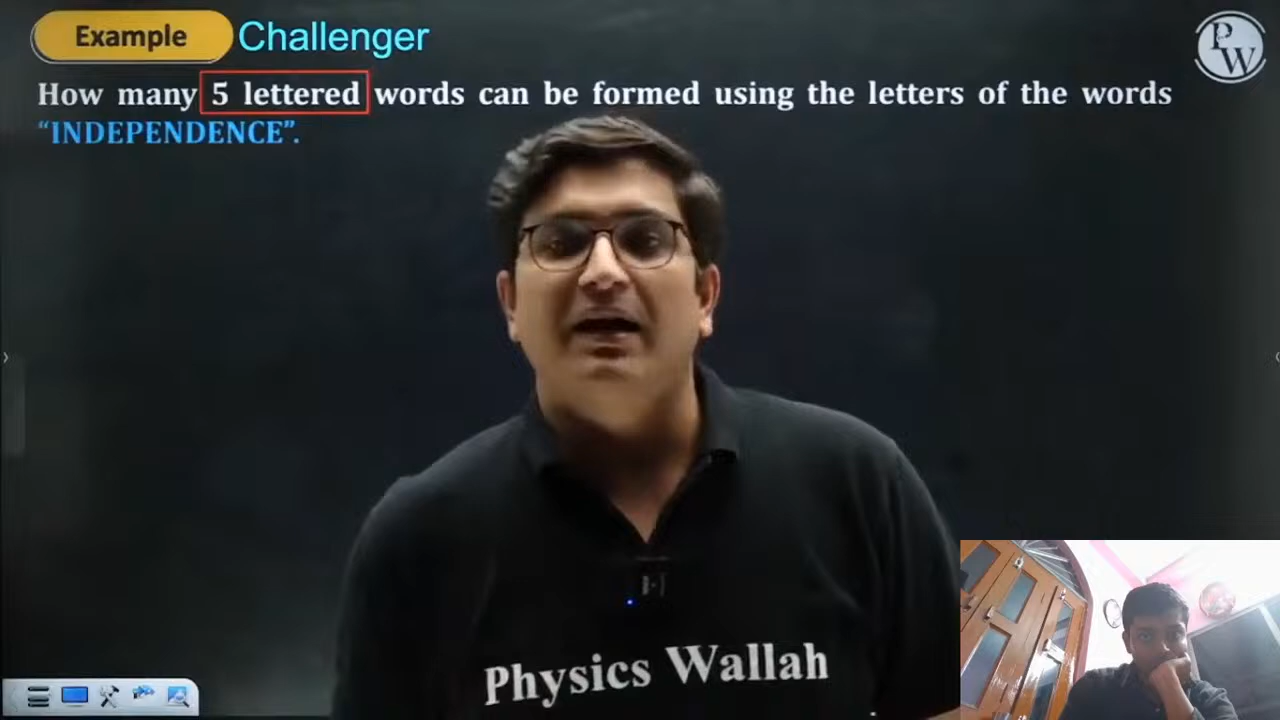 Example Challenger
PW
How many 5 lettered words can be formed using the letters of the words
“INDEPENDENCE”.
Physics Wallah